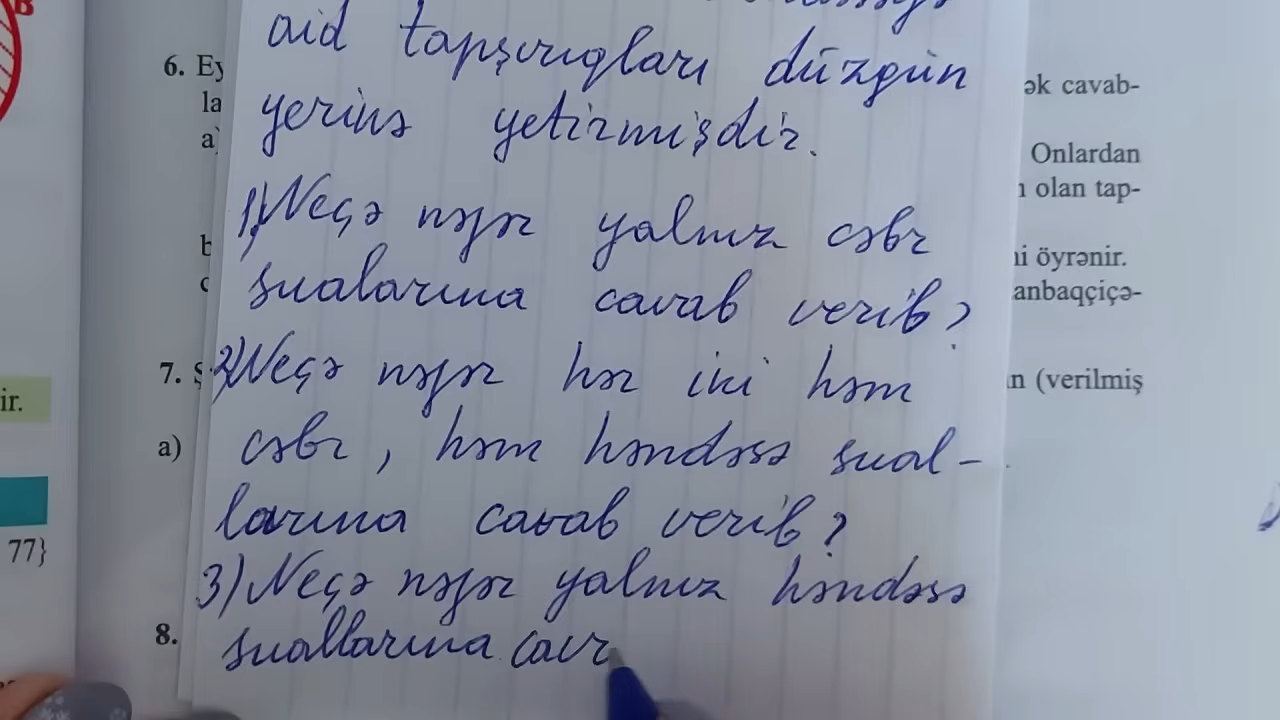 B
aid tapşırıqları düzgün
6. Ey
ək cavab-
la
yerinə yetirmişdir.
a)
Onlardan
olan tap-
1) Neçə nəfər yalnız cəbr
b
öyrənir.
sualarına cavab verib?
anbaqçiçə-
7. Ş
2) Neçə nəfər hər iki həm
(verilmiş
ir.
a)
cəbr, həm həndəsə sual-
larına cavab verib?
77}
3) Neçə nəfər yalnız həndəsə
8.
suallarına cav